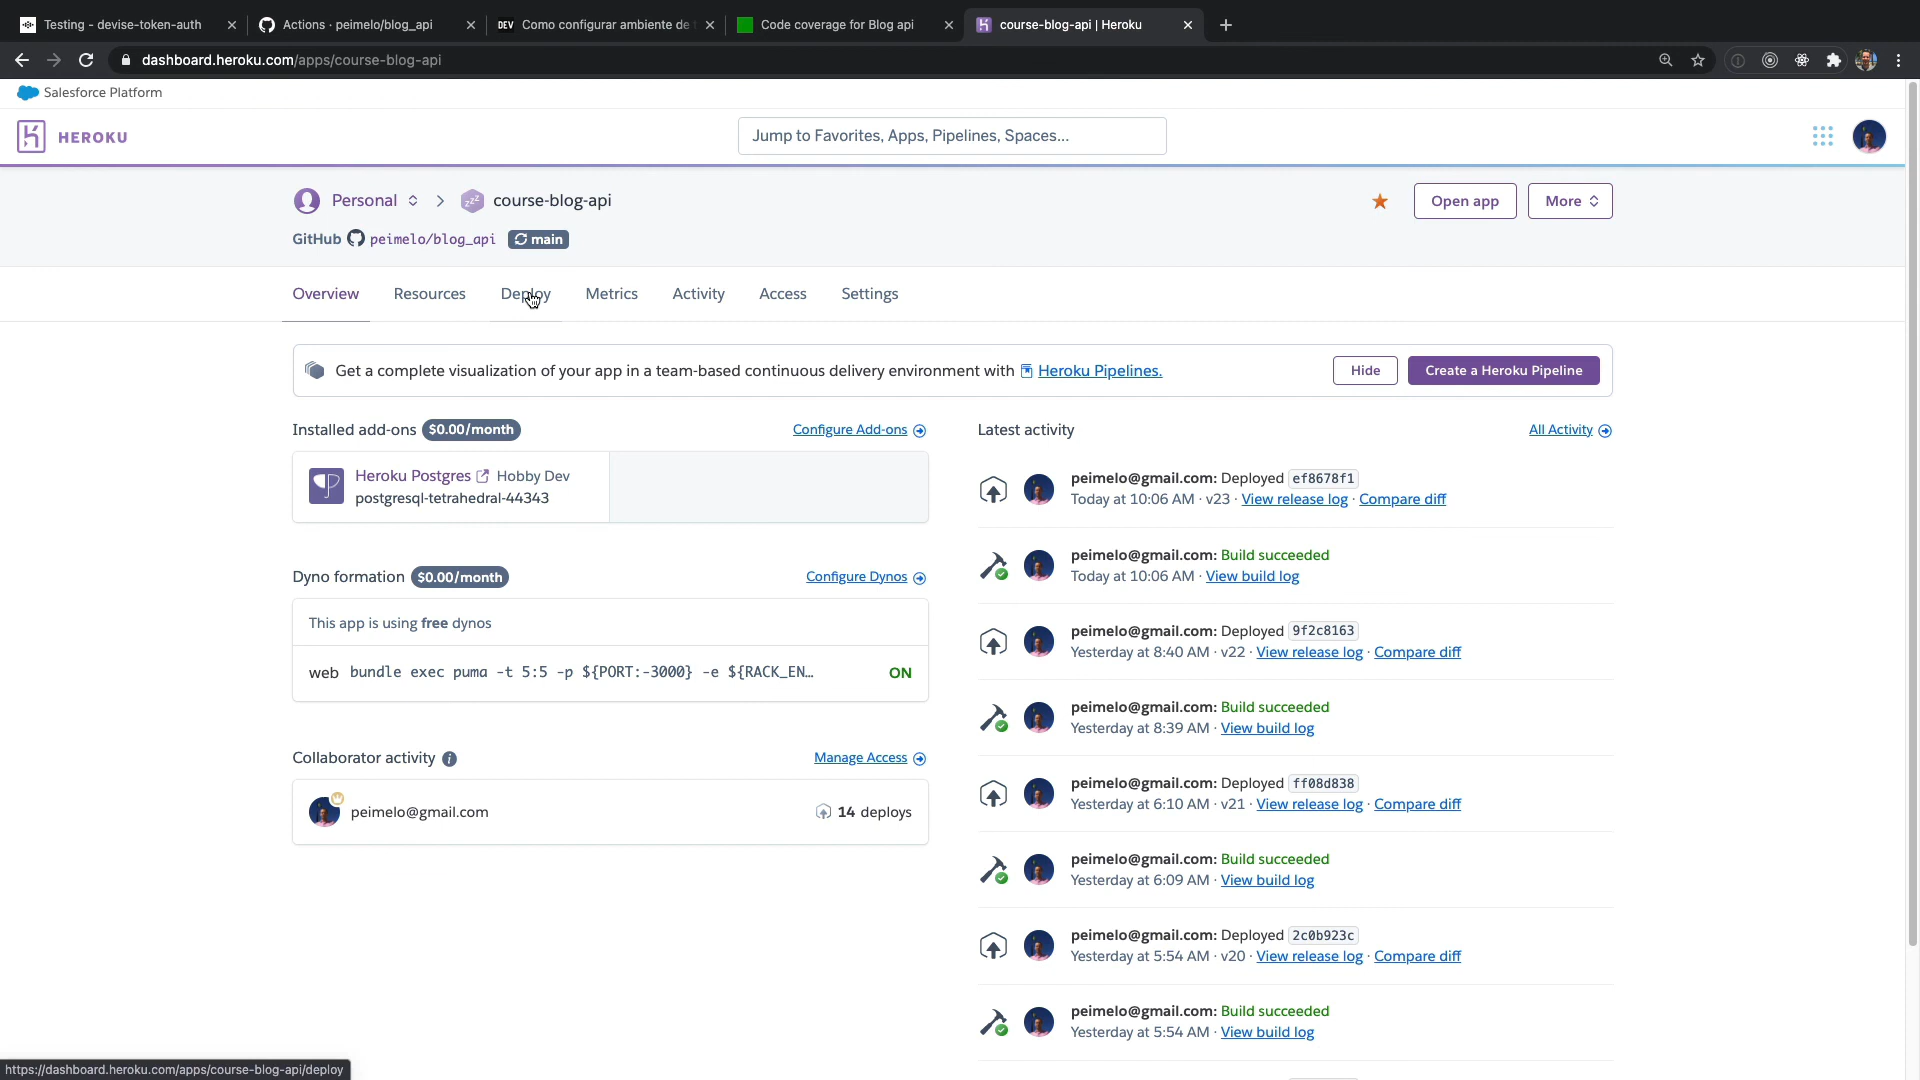 Testing - devise-token-auth
Actions · peimelo/blog_api
DEV Como configurar ambiente de
Code coverage for Blog api
course-blog-api | Heroku
dashboard.heroku.com/apps/course-blog-api
Salesforce Platform
HEROKU
Jump to Favorites, Apps, Pipelines, Spaces...
Personal
zzz
course-blog-api
Open app
More
GitHub peimelo/blog_api main
Overview
Resources
Deploy
Metrics
Activity
Access
Settings
Get a complete visualization of your app in a team-based continuous delivery environment with Heroku Pipelines.
Hide
Create a Heroku Pipeline
Installed add-ons $0.00/month
Configure Add-ons
Heroku Postgres Hobby Dev
postgresql-tetrahedral-44343
Dyno formation $0.00/month
Configure Dynos
This app is using free dynos
web bundle exec puma -t 5:5 -p ${PORT:-3000} -e ${RACK_EN…
ON
Collaborator activity
Manage Access
peimelo@gmail.com
14 deploys
Latest activity
All Activity
peimelo@gmail.com: Deployed ef8678f1
Today at 10:06 AM · v23 · View release log · Compare diff
peimelo@gmail.com: Build succeeded
Today at 10:06 AM · View build log
peimelo@gmail.com: Deployed 9f2c8163
Yesterday at 8:40 AM · v22 · View release log · Compare diff
peimelo@gmail.com: Build succeeded
Yesterday at 8:39 AM · View build log
peimelo@gmail.com: Deployed ff08d838
Yesterday at 6:10 AM · v21 · View release log · Compare diff
peimelo@gmail.com: Build succeeded
Yesterday at 6:09 AM · View build log
peimelo@gmail.com: Deployed 2c0b923c
Yesterday at 5:54 AM · v20 · View release log · Compare diff
peimelo@gmail.com: Build succeeded
Yesterday at 5:54 AM · View build log
https://dashboard.heroku.com/apps/course-blog-api/deploy